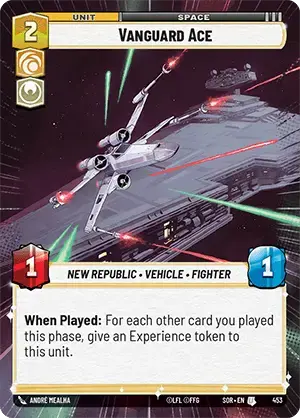 UNIT
SPACE
2
VANGUARD ACE
1
1
NEW REPUBLIC • VEHICLE • FIGHTER
When Played: For each other card you played
this phase, give an Experience token to
this unit.
ANDRÉ MEALHA
©LFL ©FFG
SOR • EN
453